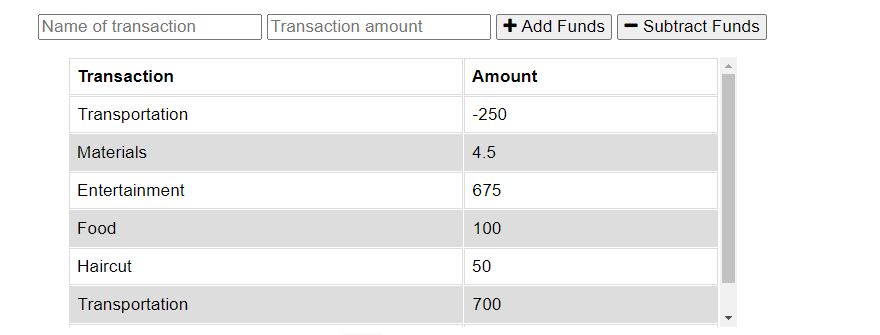 Name of transaction Transaction amount + Add Funds − Subtract Funds
Transaction Amount
Transportation -250
Materials 4.5
Entertainment 675
Food 100
Haircut 50
Transportation 700